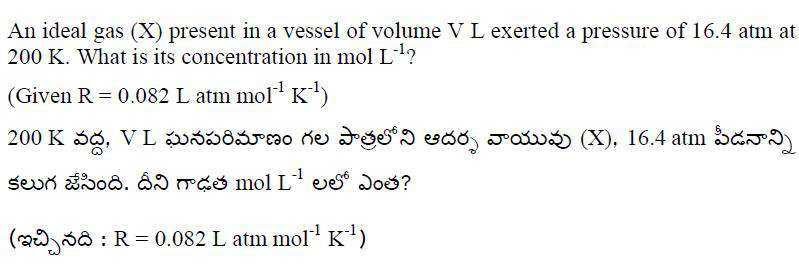 An ideal gas (X) present in a vessel of volume V L exerted a pressure of 16.4 atm at
200 K. What is its concentration in mol L⁻¹?
(Given R = 0.082 L atm mol⁻¹ K⁻¹)
200 K వద్ద, V L ఘనపరిమాణం గల పాత్రలోని ఆదర్శ వాయువు (X), 16.4 atm పీడనాన్ని
కలుగ జేసింది. దీని గాఢత mol L⁻¹ లలో ఎంత?
(ఇచ్చినది : R = 0.082 L atm mol⁻¹ K⁻¹)